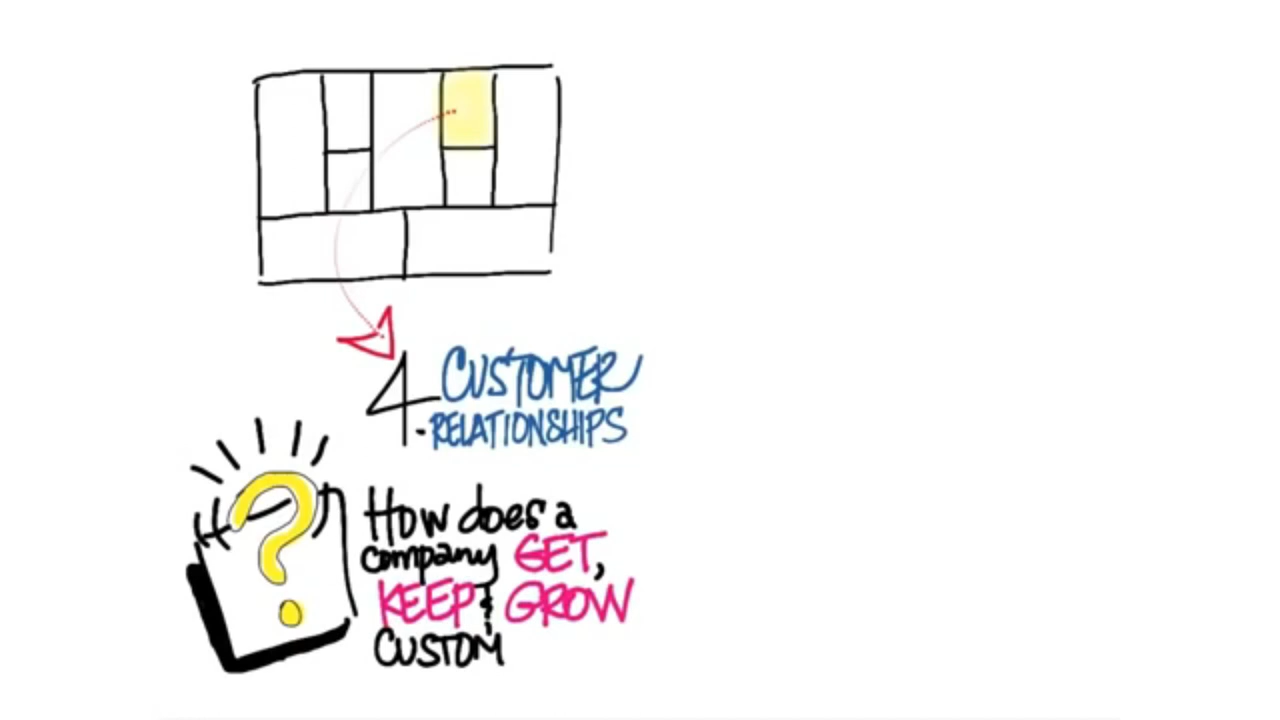 4. CUSTOMER
RELATIONSHIPS
How does a
company GET,
KEEP & GROW
CUSTOM